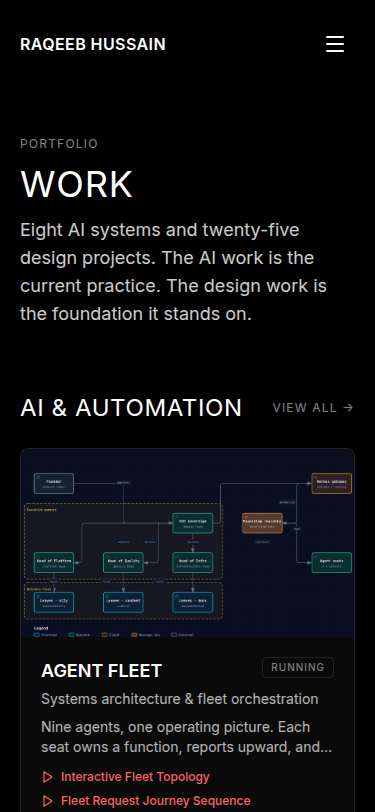 RAQEEB HUSSAIN
PORTFOLIO
WORK
Eight AI systems and twenty-five
design projects. The AI work is the
current practice. The design work is
the foundation it stands on.
AI & AUTOMATION
VIEW ALL →
Founder
Hermes gateway
Head of Platform
Head of Quality
Head of Infra
Legend
AGENT FLEET
RUNNING
Systems architecture & fleet orchestration
Nine agents, one operating picture. Each
seat owns a function, reports upward, and...
Interactive Fleet Topology
Fleet Request Journey Sequence